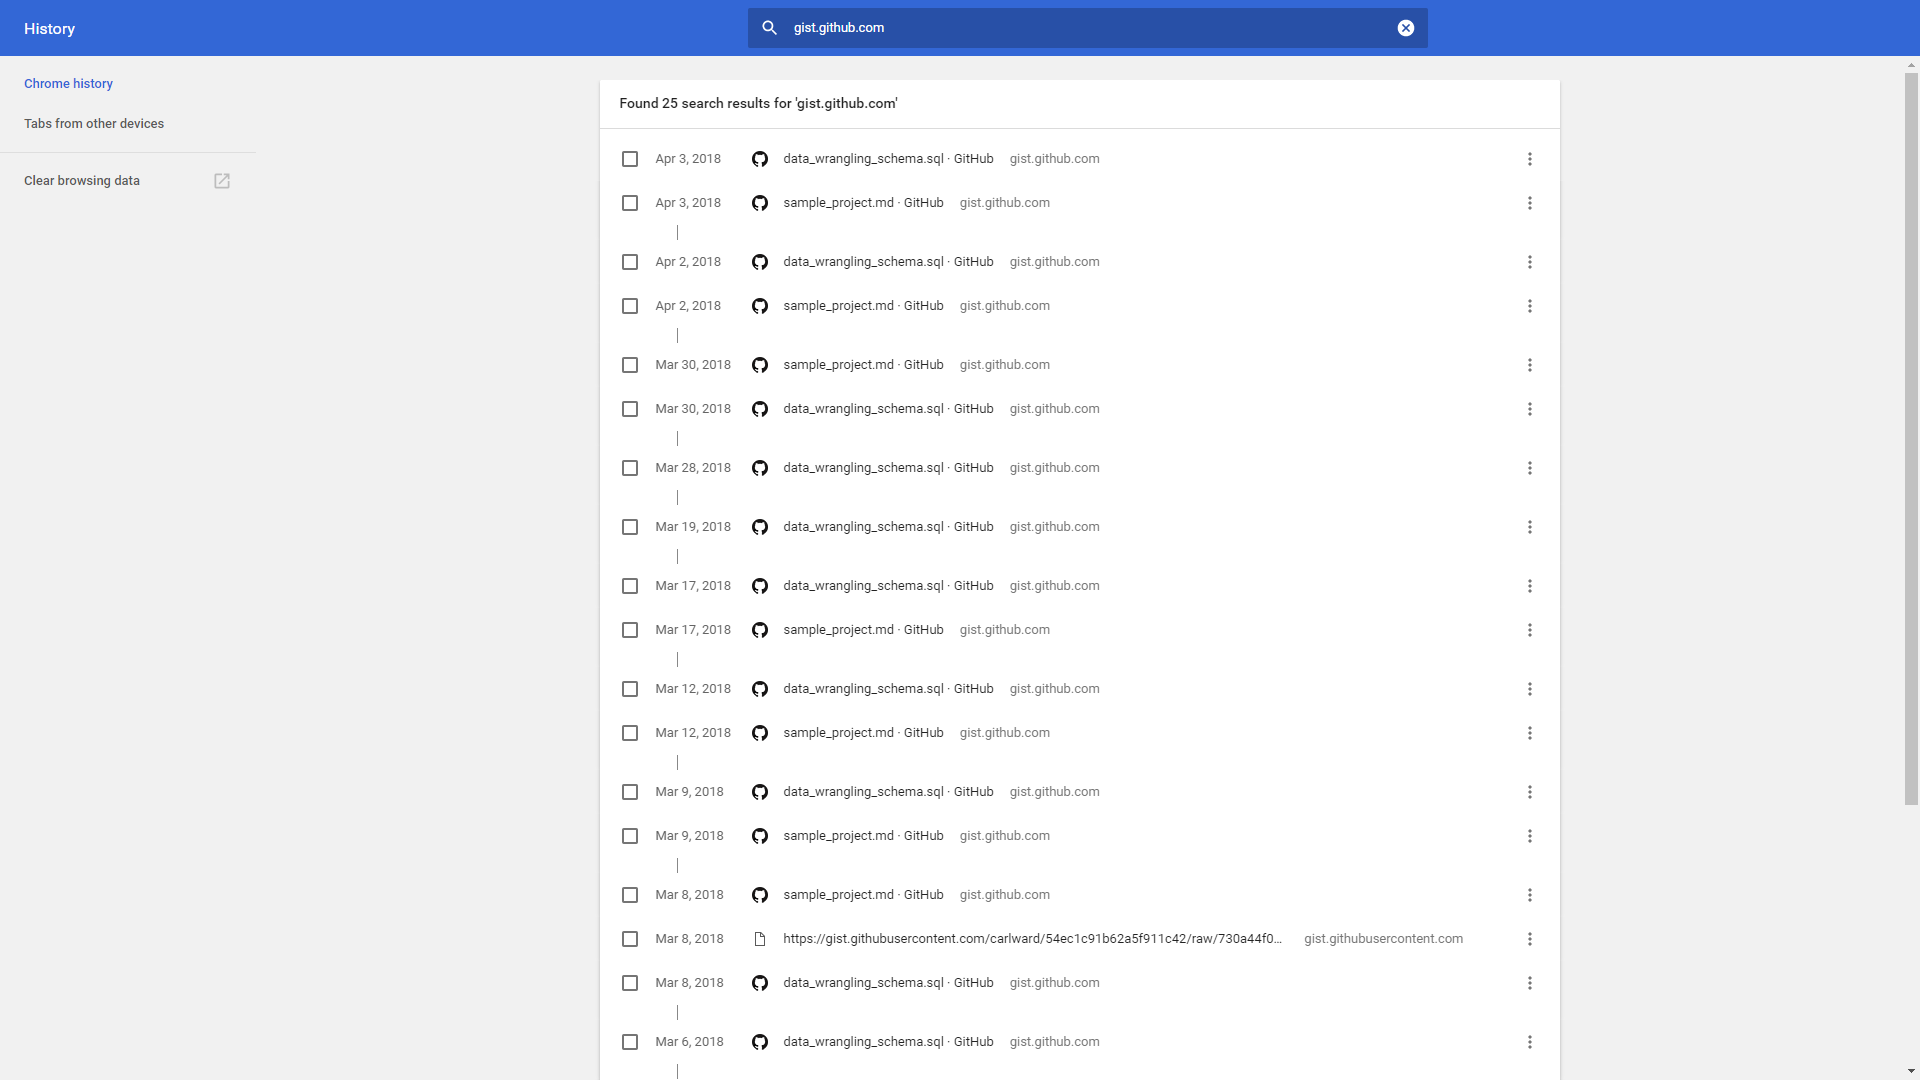 History
gist.github.com
Chrome history
Tabs from other devices
Clear browsing data
Found 25 search results for 'gist.github.com'
Apr 3, 2018 data_wrangling_schema.sql · GitHub gist.github.com
Apr 3, 2018 sample_project.md · GitHub gist.github.com
Apr 2, 2018 data_wrangling_schema.sql · GitHub gist.github.com
Apr 2, 2018 sample_project.md · GitHub gist.github.com
Mar 30, 2018 sample_project.md · GitHub gist.github.com
Mar 30, 2018 data_wrangling_schema.sql · GitHub gist.github.com
Mar 28, 2018 data_wrangling_schema.sql · GitHub gist.github.com
Mar 19, 2018 data_wrangling_schema.sql · GitHub gist.github.com
Mar 17, 2018 data_wrangling_schema.sql · GitHub gist.github.com
Mar 17, 2018 sample_project.md · GitHub gist.github.com
Mar 12, 2018 data_wrangling_schema.sql · GitHub gist.github.com
Mar 12, 2018 sample_project.md · GitHub gist.github.com
Mar 9, 2018 data_wrangling_schema.sql · GitHub gist.github.com
Mar 9, 2018 sample_project.md · GitHub gist.github.com
Mar 8, 2018 sample_project.md · GitHub gist.github.com
Mar 8, 2018 https://gist.githubusercontent.com/carlward/54ec1c91b62a5f911c42/raw/730a44f0... gist.githubusercontent.com
Mar 8, 2018 data_wrangling_schema.sql · GitHub gist.github.com
Mar 6, 2018 data_wrangling_schema.sql · GitHub gist.github.com